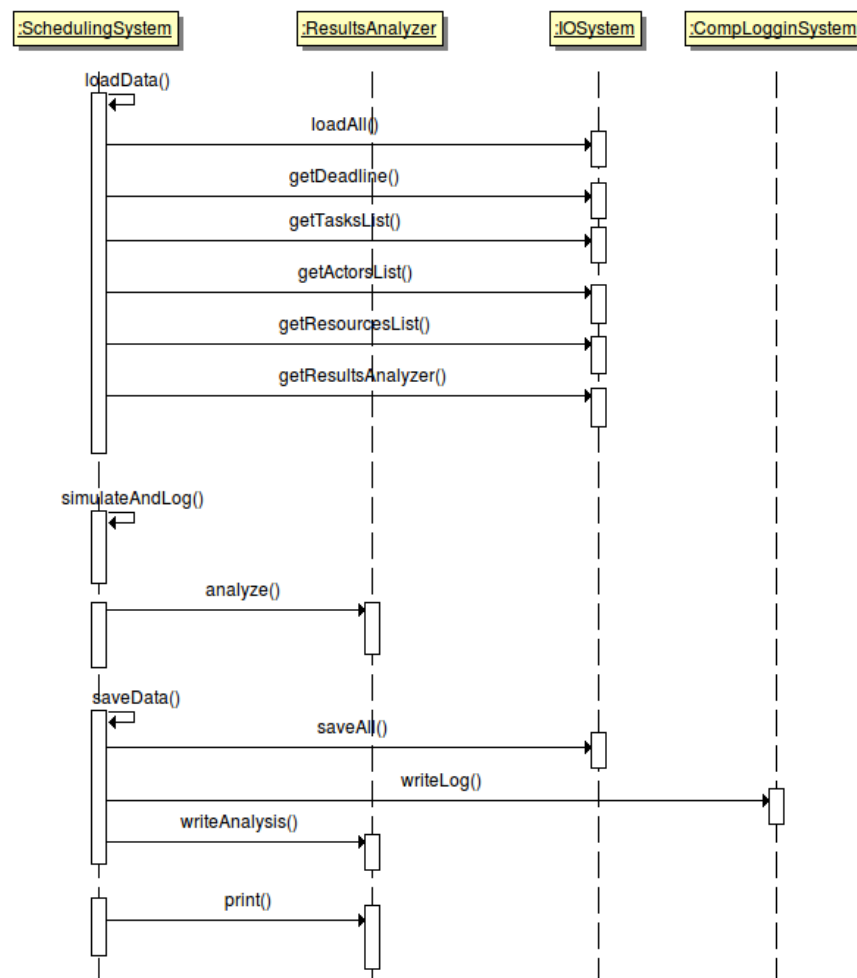 :SchedulingSystem
:ResultsAnalyzer
:IOSystem
:CompLogginSystem
loadData()
loadAll()
getDeadline()
getTasksList()
getActorsList()
getResourcesList()
getResultsAnalyzer()
simulateAndLog()
analyze()
saveData()
saveAll()
writeLog()
writeAnalysis()
print()